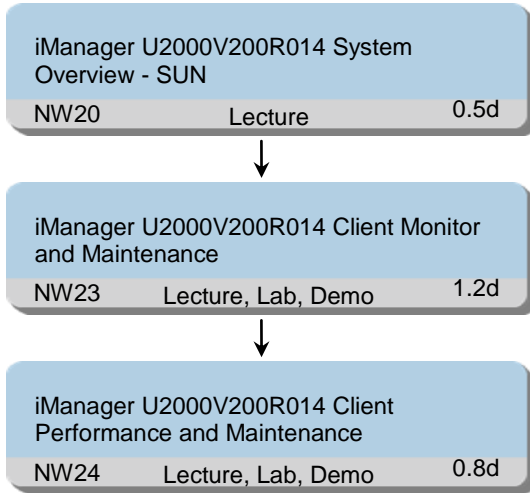 iManager U2000V200R014 System
Overview - SUN
NW20 Lecture 0.5d
iManager U2000V200R014 Client Monitor
and Maintenance
NW23 Lecture, Lab, Demo 1.2d
iManager U2000V200R014 Client
Performance and Maintenance
NW24 Lecture, Lab, Demo 0.8d